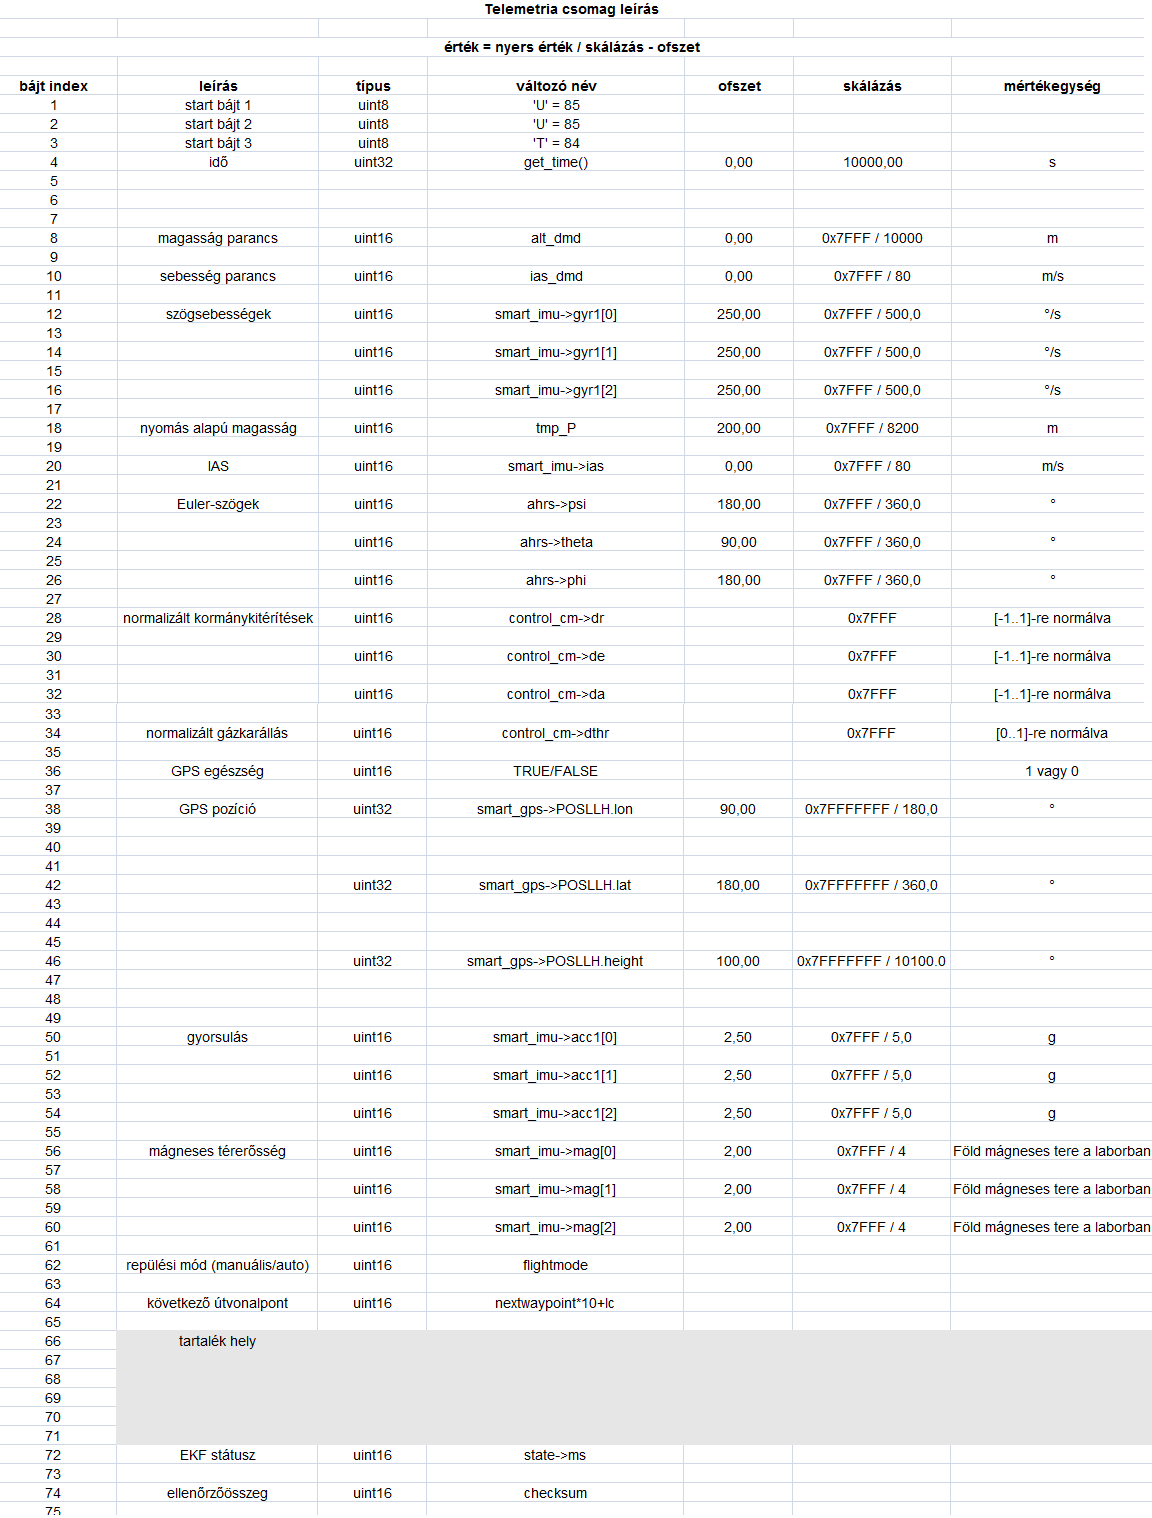 Telemetria csomag leírás
érték = nyers érték / skálázás - ofszet
bájt index leírás típus változó név ofszet skálázás mértékegység
1 start bájt 1 uint8 'U' = 85
2 start bájt 2 uint8 'U' = 85
3 start bájt 3 uint8 'T' = 84
4 idő uint32 get_time() 0,00 10000,00 s
5
6
7
8 magasság parancs uint16 alt_dmd 0,00 0x7FFF / 10000 m
9
10 sebesség parancs uint16 ias_dmd 0,00 0x7FFF / 80 m/s
11
12 szögsebességek uint16 smart_imu->gyr1[0] 250,00 0x7FFF / 500,0 °/s
13
14 uint16 smart_imu->gyr1[1] 250,00 0x7FFF / 500,0 °/s
15
16 uint16 smart_imu->gyr1[2] 250,00 0x7FFF / 500,0 °/s
17
18 nyomás alapú magasság uint16 tmp_P 200,00 0x7FFF / 8200 m
19
20 IAS uint16 smart_imu->ias 0,00 0x7FFF / 80 m/s
21
22 Euler-szögek uint16 ahrs->psi 180,00 0x7FFF / 360,0 °
23
24 uint16 ahrs->theta 90,00 0x7FFF / 360,0 °
25
26 uint16 ahrs->phi 180,00 0x7FFF / 360,0 °
27
28 normalizált kormánykitérítések uint16 control_cm->dr 0x7FFF [-1..1]-re normálva
29
30 uint16 control_cm->de 0x7FFF [-1..1]-re normálva
31
32 uint16 control_cm->da 0x7FFF [-1..1]-re normálva
33
34 normalizált gázkarállás uint16 control_cm->dthr 0x7FFF [0..1]-re normálva
35
36 GPS egészség uint16 TRUE/FALSE 1 vagy 0
37
38 GPS pozíció uint32 smart_gps->POSLLH.lon 90,00 0x7FFFFFFF / 180,0 °
39
40
41
42 uint32 smart_gps->POSLLH.lat 180,00 0x7FFFFFFF / 360,0 °
43
44
45
46 uint32 smart_gps->POSLLH.height 100,00 0x7FFFFFFF / 10100.0 °
47
48
49
50 gyorsulás uint16 smart_imu->acc1[0] 2,50 0x7FFF / 5,0 g
51
52 uint16 smart_imu->acc1[1] 2,50 0x7FFF / 5,0 g
53
54 uint16 smart_imu->acc1[2] 2,50 0x7FFF / 5,0 g
55
56 mágneses térerősség uint16 smart_imu->mag[0] 2,00 0x7FFF / 4 Föld mágneses tere a laborban
57
58 uint16 smart_imu->mag[1] 2,00 0x7FFF / 4 Föld mágneses tere a laborban
59
60 uint16 smart_imu->mag[2] 2,00 0x7FFF / 4 Föld mágneses tere a laborban
61
62 repülési mód (manuális/auto) uint16 flightmode
63
64 következő útvonalpont uint16 nextwaypoint*10+lc
65
66 tartalék hely
67
68
69
70
71
72 EKF státusz uint16 state->ms
73
74 ellenőrzőösszeg uint16 checksum
75